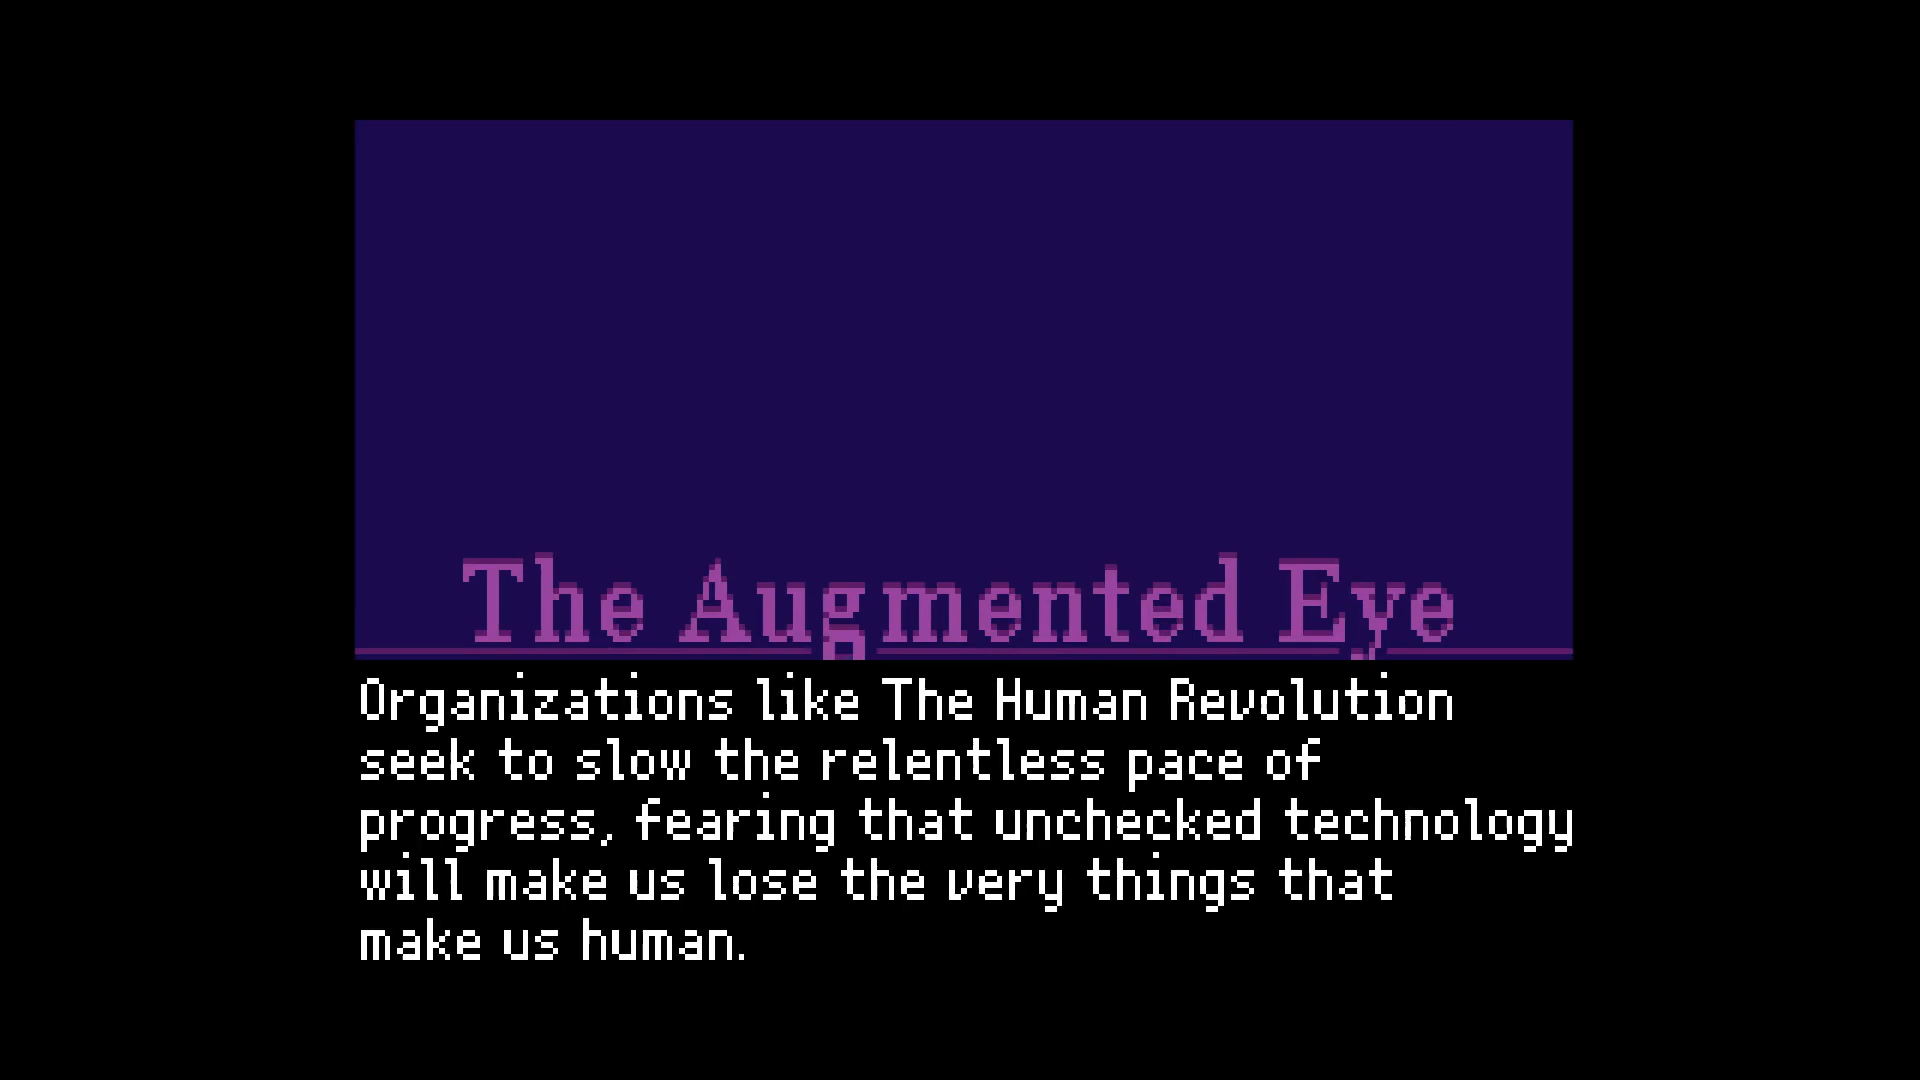 The Augmented Eye
Organizations like The Human Revolution
seek to slow the relentless pace of
progress, fearing that unchecked technology
will make us lose the very things that
make us human.